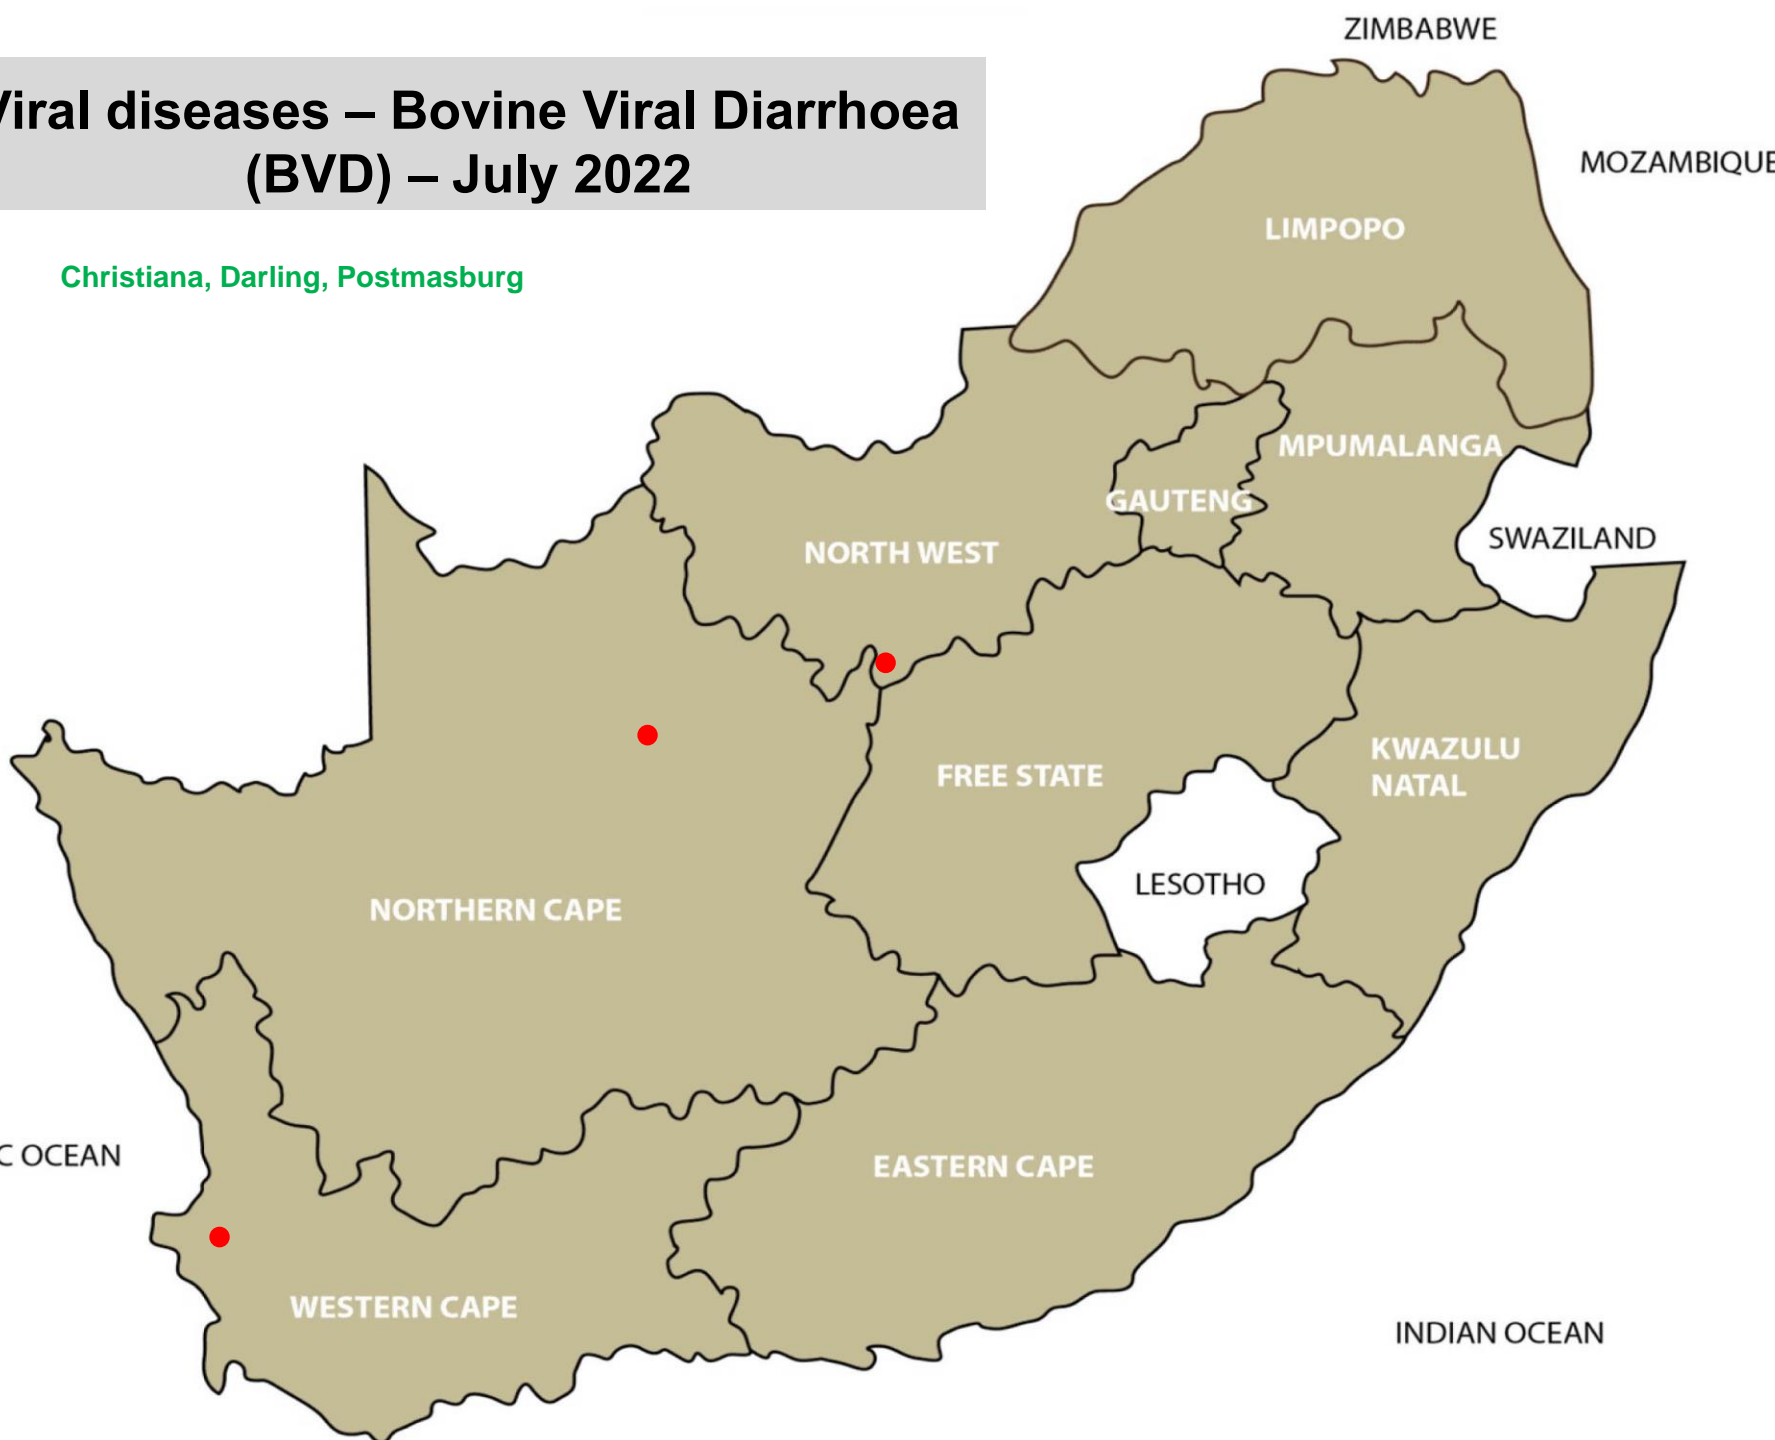 Viral diseases – Bovine Viral Diarrhoea
(BVD) – July 2022
Christiana, Darling, Postmasburg
ZIMBABWE
MOZAMBIQUE
LIMPOPO
MPUMALANGA
GAUTENG
NORTH WEST
SWAZILAND
KWAZULU
NATAL
FREE STATE
LESOTHO
NORTHERN CAPE
C OCEAN
EASTERN CAPE
WESTERN CAPE
INDIAN OCEAN